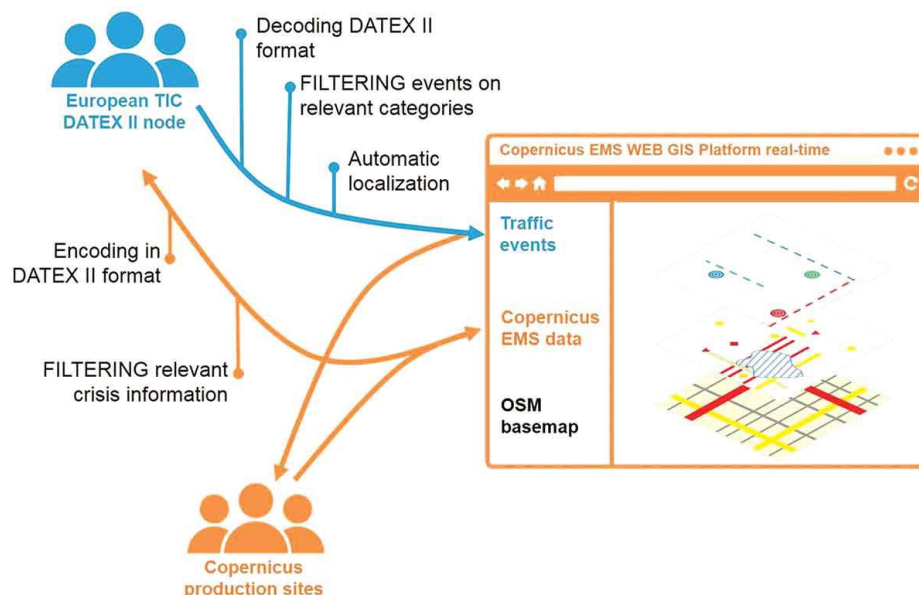 Decoding DATEX II
format
FILTERING events on
relevant categories
European TIC
DATEX II node
Automatic
localization
Copernicus EMS WEB GIS Platform real-time
Traffic
events
Encoding in
DATEX II format
Copernicus
EMS data
FILTERING relevant
crisis information
OSM
basemap
Copernicus
production sites